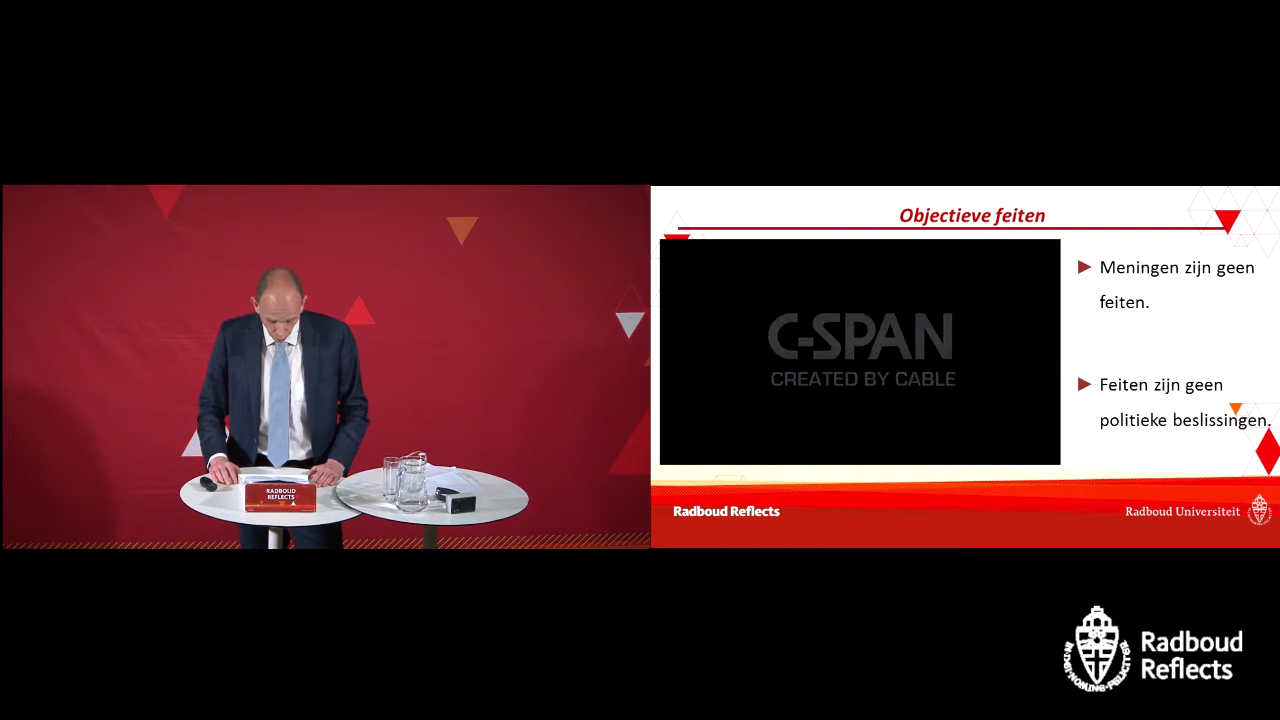 RADBOUD
REFLECTS
Objectieve feiten
C-SPAN
CREATED BY CABLE
Meningen zijn geen
feiten.
Feiten zijn geen
politieke beslissingen.
Radboud Reflects
Radboud Universiteit
Radboud
Reflects